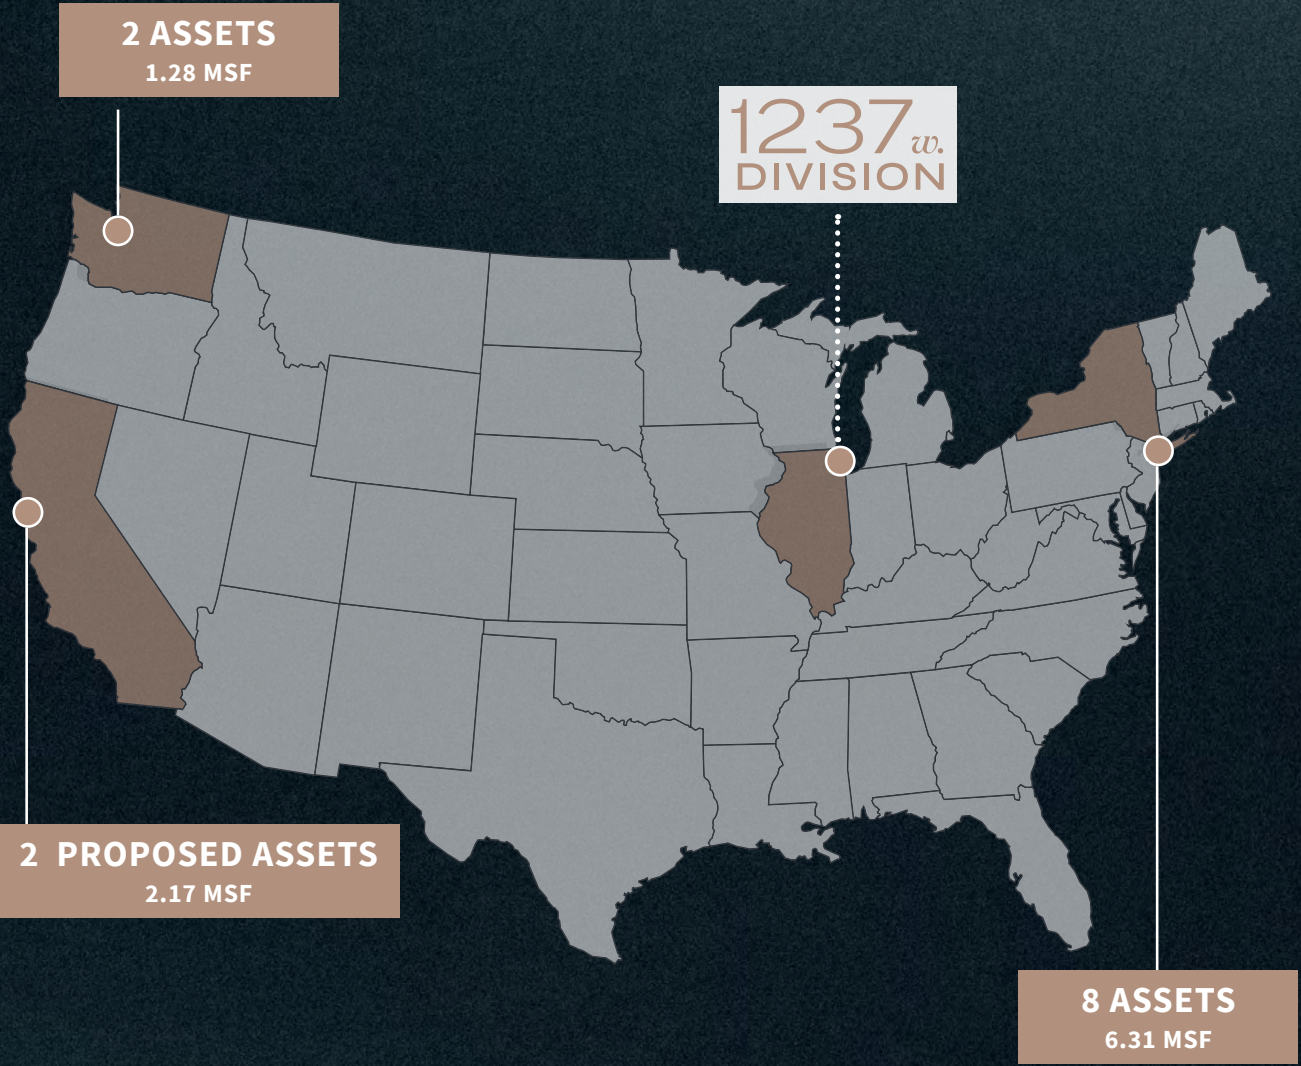 2 ASSETS
1.28 MSF
1237 w.
DIVISION
2 PROPOSED ASSETS
2.17 MSF
8 ASSETS
6.31 MSF